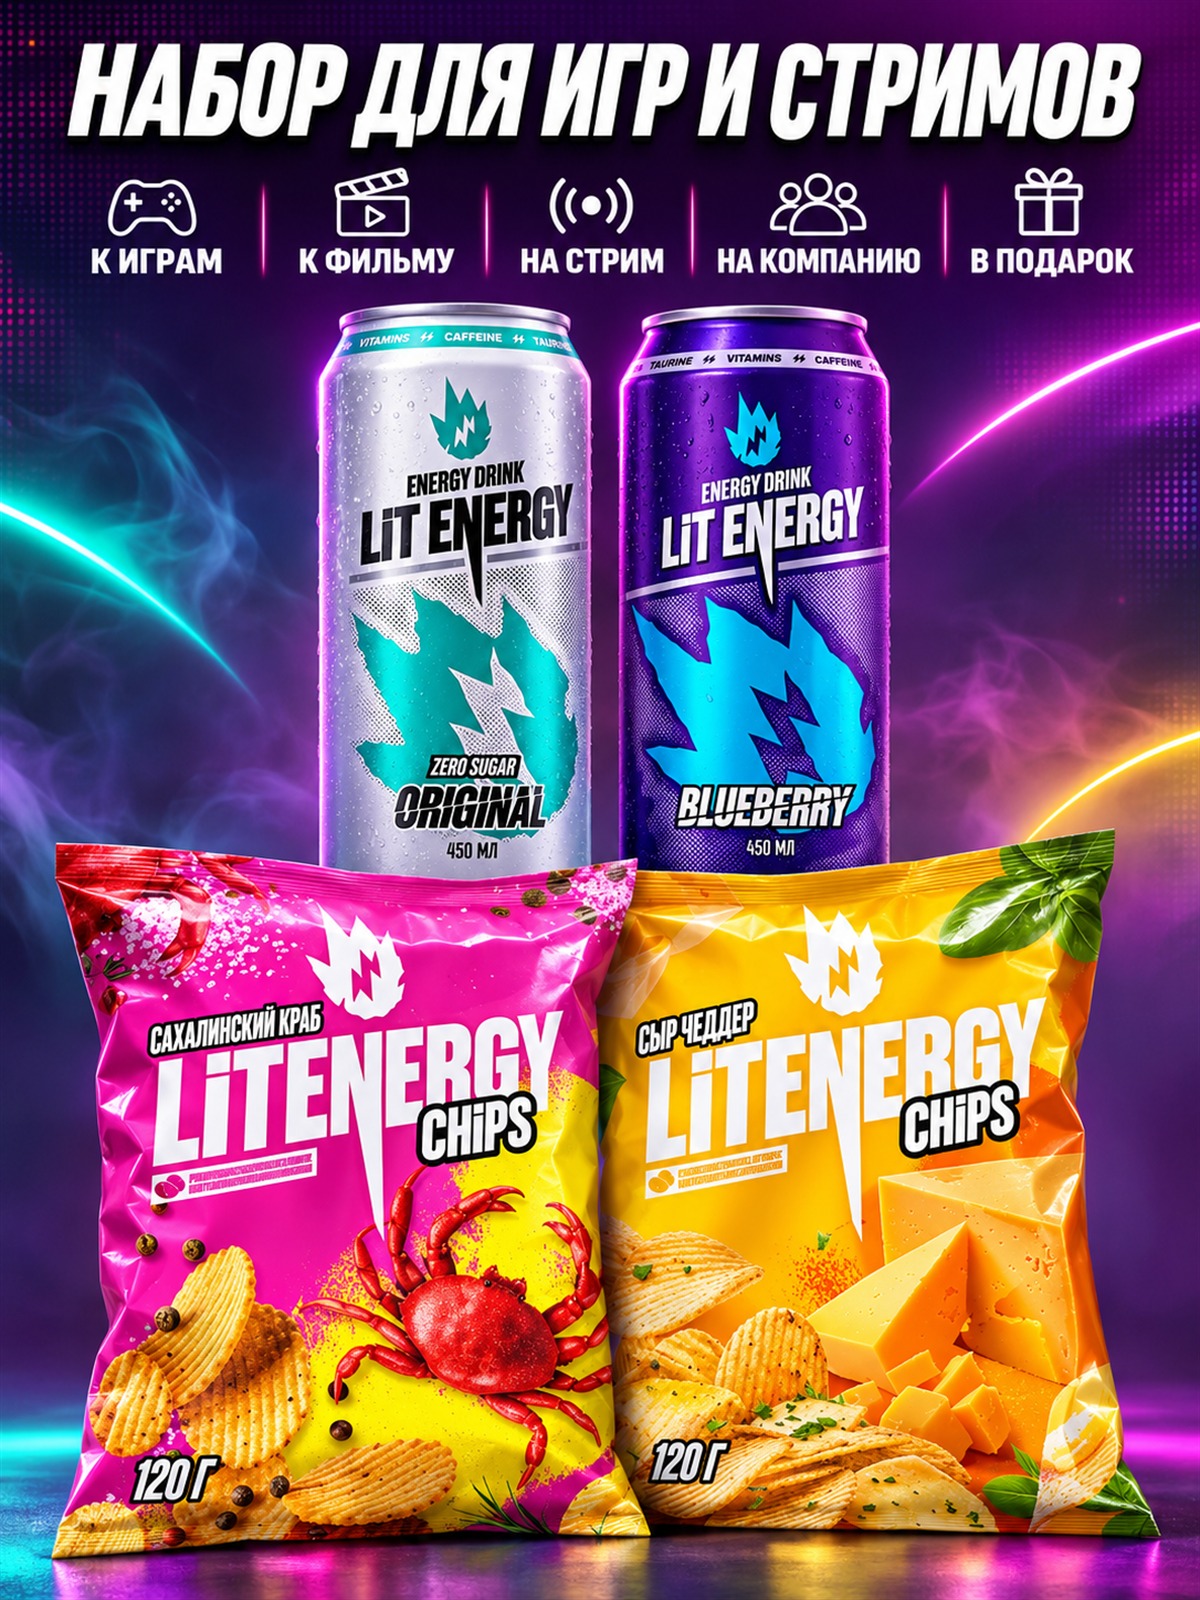 НАБОР ДЛЯ ИГР И СТРИМОВ
К ИГРАМ
К ФИЛЬМУ
НА СТРИМ
НА КОМПАНИЮ
В ПОДАРОК
VITAMINS CAFFEINE TAURINE
ENERGY DRINK
LiT ENERGY
ZERO SUGAR
ORIGINAL
450 МЛ
TAURINE VITAMINS CAFFEINE
ENERGY DRINK
LiT ENERGY
BLUEBERRY
450 МЛ
САХАЛИНСКИЙ КРАБ
LiTENERGY
CHiPS
120 Г
СЫР ЧЕДДЕР
LiTENERGY
CHiPS
120 Г